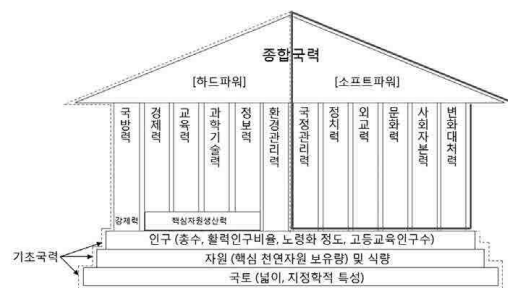 종합국력
[하드파워]
[소프트파워]
국방력
경제력
교육력
과학기술력
정보력
환경관리력
국정관리력
정치력
외교력
문화력
사회자본력
변화대처력
강제력
핵심자원생산력
기초국력
인구 (총수, 활력인구비율, 노령화 정도, 고등교육인구수)
자원 (핵심 천연자원 보유량) 및 식량
국토 (넓이, 지정학적 특성)